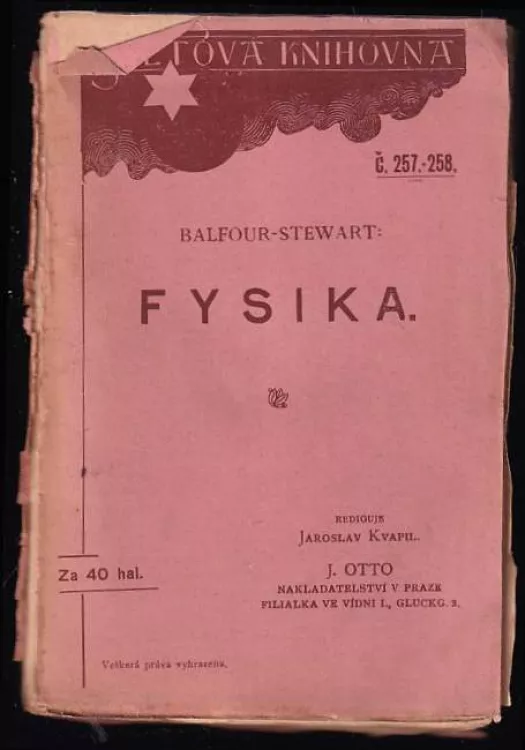 SVĚTOVÁ KNIHOVNA
Č. 257.-258.
BALFOUR-STEWART:
FYSIKA.
REDIGUJE
JAROSLAV KVAPIL.
Za 40 hal.
J. OTTO
NAKLADATELSTVÍ V PRAZE
FILIALKA VE VÍDNI I., GLUCKG. 3.
Veškerá práva vyhrazena.